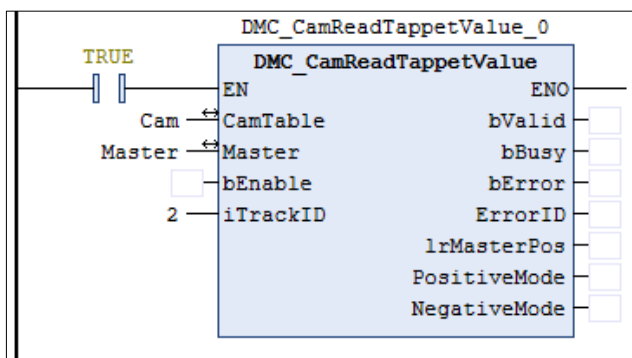 DMC_CamReadTappetValue_0
TRUE
DMC_CamReadTappetValue
EN ENO
Cam CamTable bValid
Master Master bBusy
bEnable bError
2 iTrackID ErrorID
lrMasterPos
PositiveMode
NegativeMode